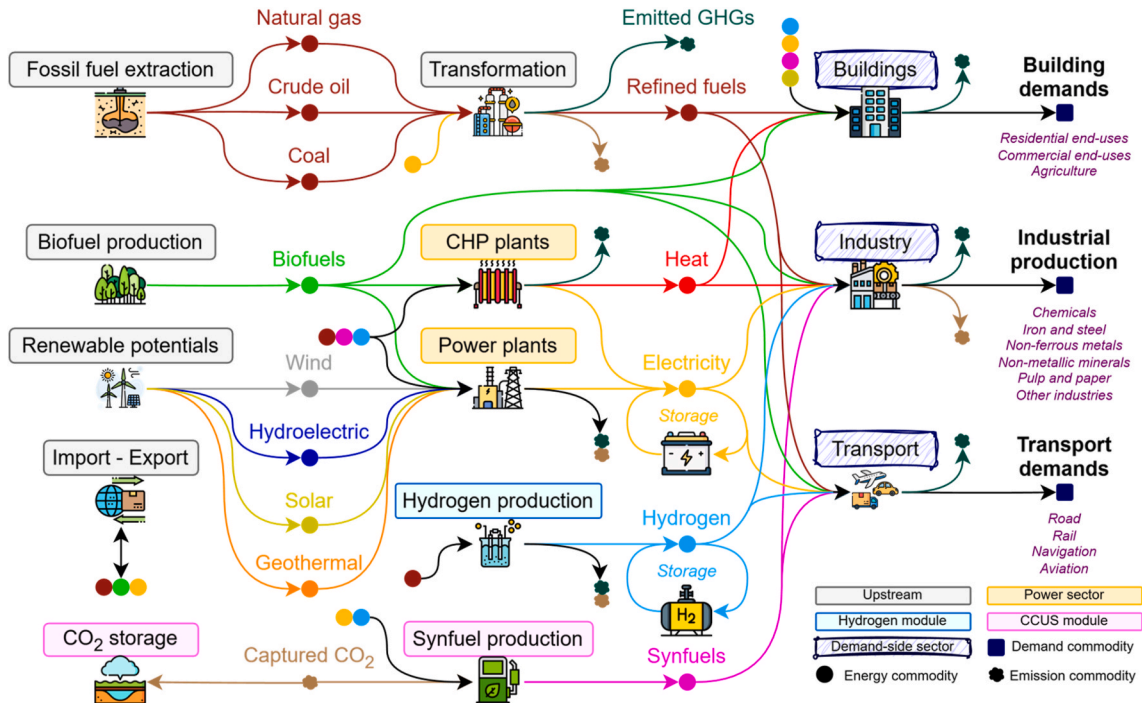 Natural gas
Emitted GHGs
Fossil fuel extraction
Transformation
Buildings
Building
demands
Crude oil
Refined fuels
Residential end-uses
Commercial end-uses
Agriculture
Coal
Biofuel production
Biofuels
CHP plants
Heat
Industry
Industrial
production
Chemicals
Iron and steel
Non-ferrous metals
Non-metallic minerals
Pulp and paper
Other industries
Renewable potentials
Wind
Power plants
Electricity
Storage
Hydroelectric
Import - Export
Transport
Transport
demands
Solar
Hydrogen production
Hydrogen
Road
Rail
Navigation
Aviation
Geothermal
Storage
H2
CO2 storage
Captured CO2
Synfuel production
Synfuels
Upstream
Power sector
Hydrogen module
CCUS module
Demand-side sector
Demand commodity
Energy commodity
Emission commodity